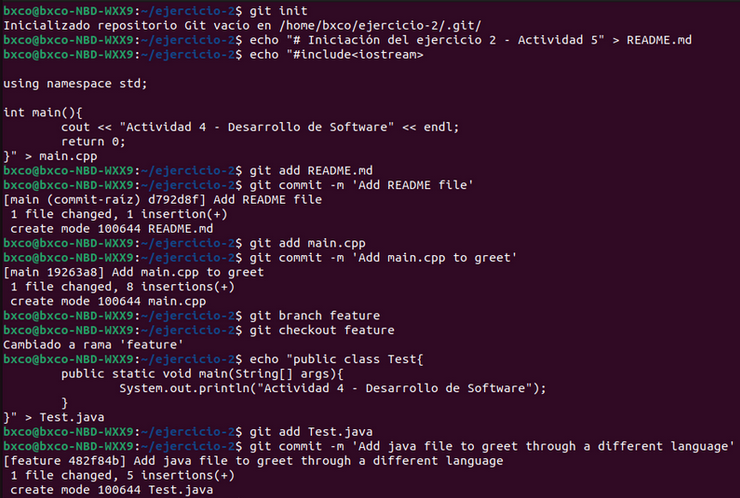 bxco@bxco-NBD-WXX9:~/ejercicio-2$ git init
Inicializado repositorio Git vacío en /home/bxco/ejercicio-2/.git/
bxco@bxco-NBD-WXX9:~/ejercicio-2$ echo "# Iniciación del ejercicio 2 - Actividad 5" > README.md
bxco@bxco-NBD-WXX9:~/ejercicio-2$ echo "#include<iostream>

using namespace std;

int main(){
        cout << "Actividad 4 - Desarrollo de Software" << endl;
        return 0;
}" > main.cpp
bxco@bxco-NBD-WXX9:~/ejercicio-2$ git add README.md
bxco@bxco-NBD-WXX9:~/ejercicio-2$ git commit -m 'Add README file'
[main (commit-raíz) d792d8f] Add README file
 1 file changed, 1 insertion(+)
 create mode 100644 README.md
bxco@bxco-NBD-WXX9:~/ejercicio-2$ git add main.cpp
bxco@bxco-NBD-WXX9:~/ejercicio-2$ git commit -m 'Add main.cpp to greet'
[main 19263a8] Add main.cpp to greet
 1 file changed, 8 insertions(+)
 create mode 100644 main.cpp
bxco@bxco-NBD-WXX9:~/ejercicio-2$ git branch feature
bxco@bxco-NBD-WXX9:~/ejercicio-2$ git checkout feature
Cambiado a rama 'feature'
bxco@bxco-NBD-WXX9:~/ejercicio-2$ echo "public class Test{
        public static void main(String[] args){
                System.out.println("Actividad 4 - Desarrollo de Software");
        }
}" > Test.java
bxco@bxco-NBD-WXX9:~/ejercicio-2$ git add Test.java
bxco@bxco-NBD-WXX9:~/ejercicio-2$ git commit -m 'Add java file to greet through a different language'
[feature 482f84b] Add java file to greet through a different language
 1 file changed, 5 insertions(+)
 create mode 100644 Test.java